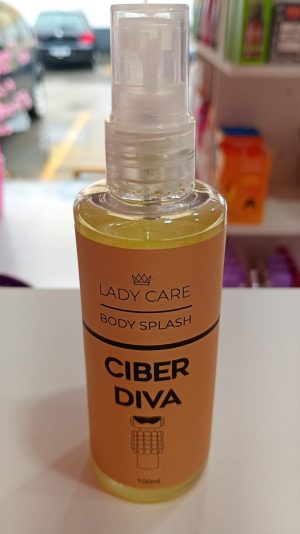 LADY CARE
BODY SPLASH
CIBER
DIVA
100ml